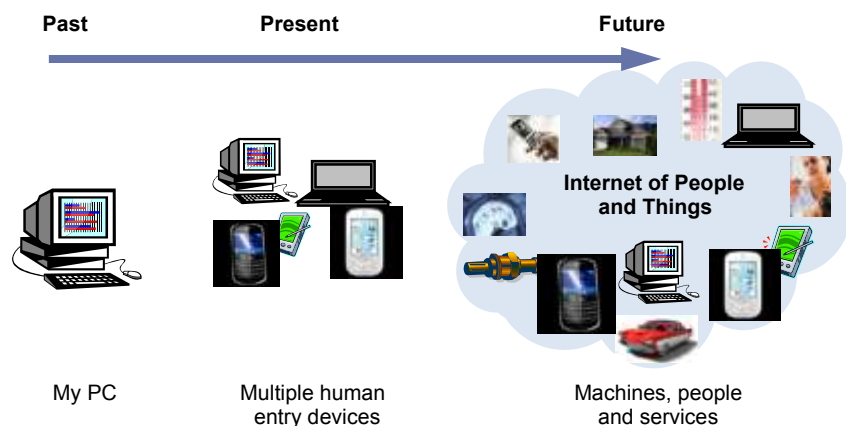 Past
Present
Future
Internet of People
and Things
My PC
Multiple human
entry devices
Machines, people
and services